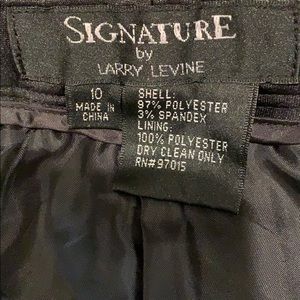 SIGNATURE
by
LARRY LEVINE
10
MADE IN
CHINA
SHELL:
97% POLYESTER
3% SPANDEX
LINING:
100% POLYESTER
DRY CLEAN ONLY
RN#97015